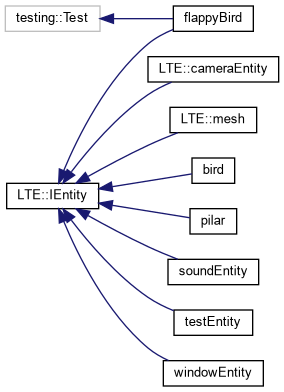 testing::Test
flappyBird
LTE::cameraEntity
LTE::mesh
bird
LTE::IEntity
pilar
soundEntity
testEntity
windowEntity